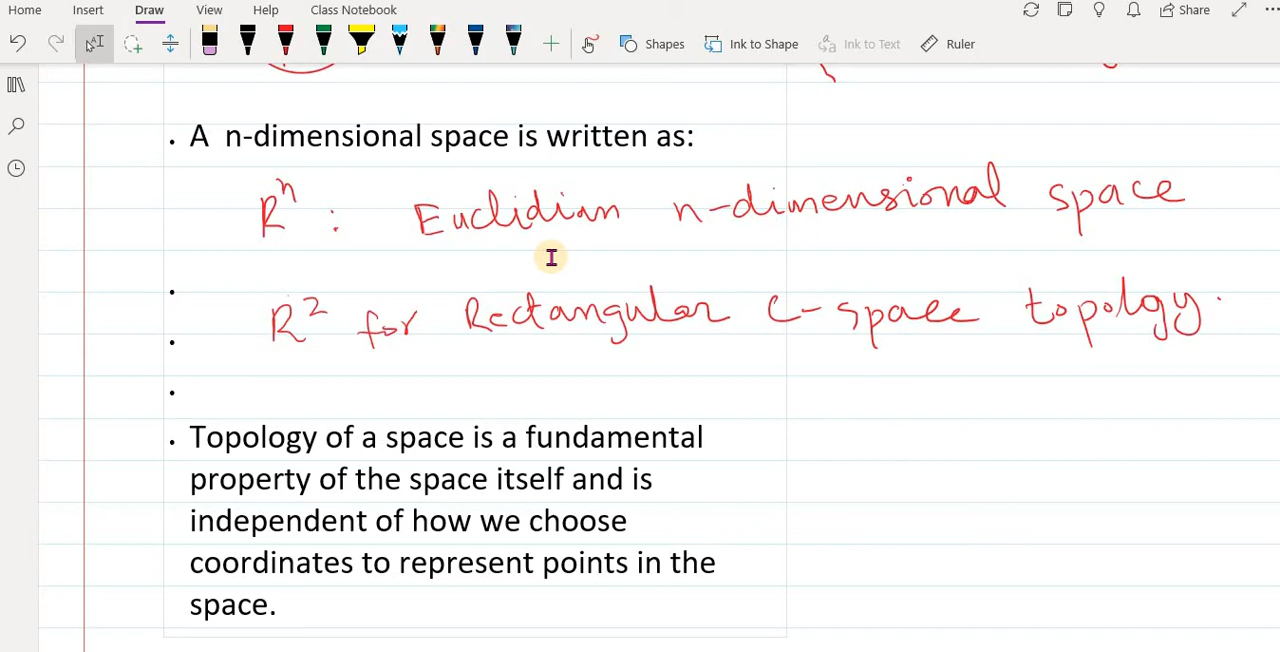 Home Insert Draw View Help Class Notebook Share
Shapes Ink to Shape Ink to Text Ruler
• A n-dimensional space is written as:
Rⁿ : Euclidian n-dimensional space
•
R² for Rectangular C-space topology.
•
•
• Topology of a space is a fundamental
property of the space itself and is
independent of how we choose
coordinates to represent points in the
space.